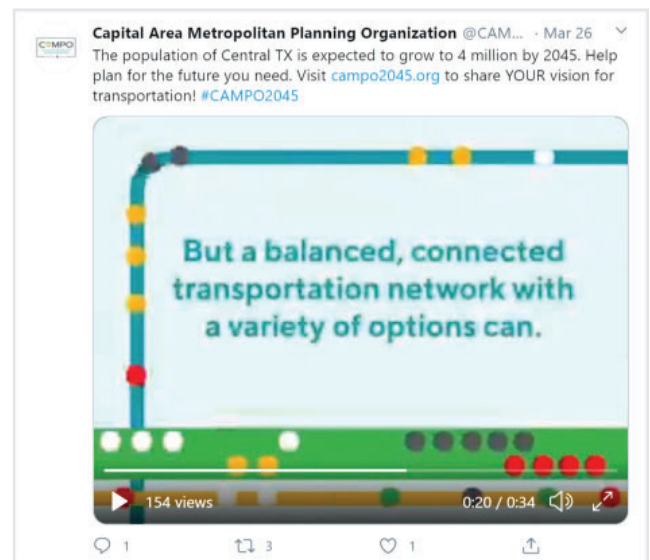 Capital Area Metropolitan Planning Organization @CAM... · Mar 26
CAMPO
The population of Central TX is expected to grow to 4 million by 2045. Help
plan for the future you need. Visit campo2045.org to share YOUR vision for
transportation! #CAMPO2045
But a balanced, connected
transportation network with
a variety of options can.
154 views
0:20 / 0:34
1
3
1